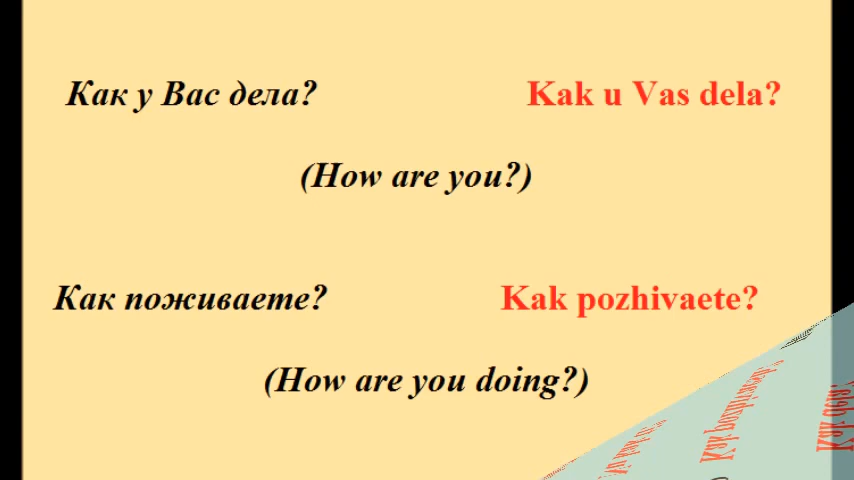 Как у Вас дела? Kak u Vas dela?
(How are you?)
Как поживаете? Kak pozhivaete?
(How are you doing?)